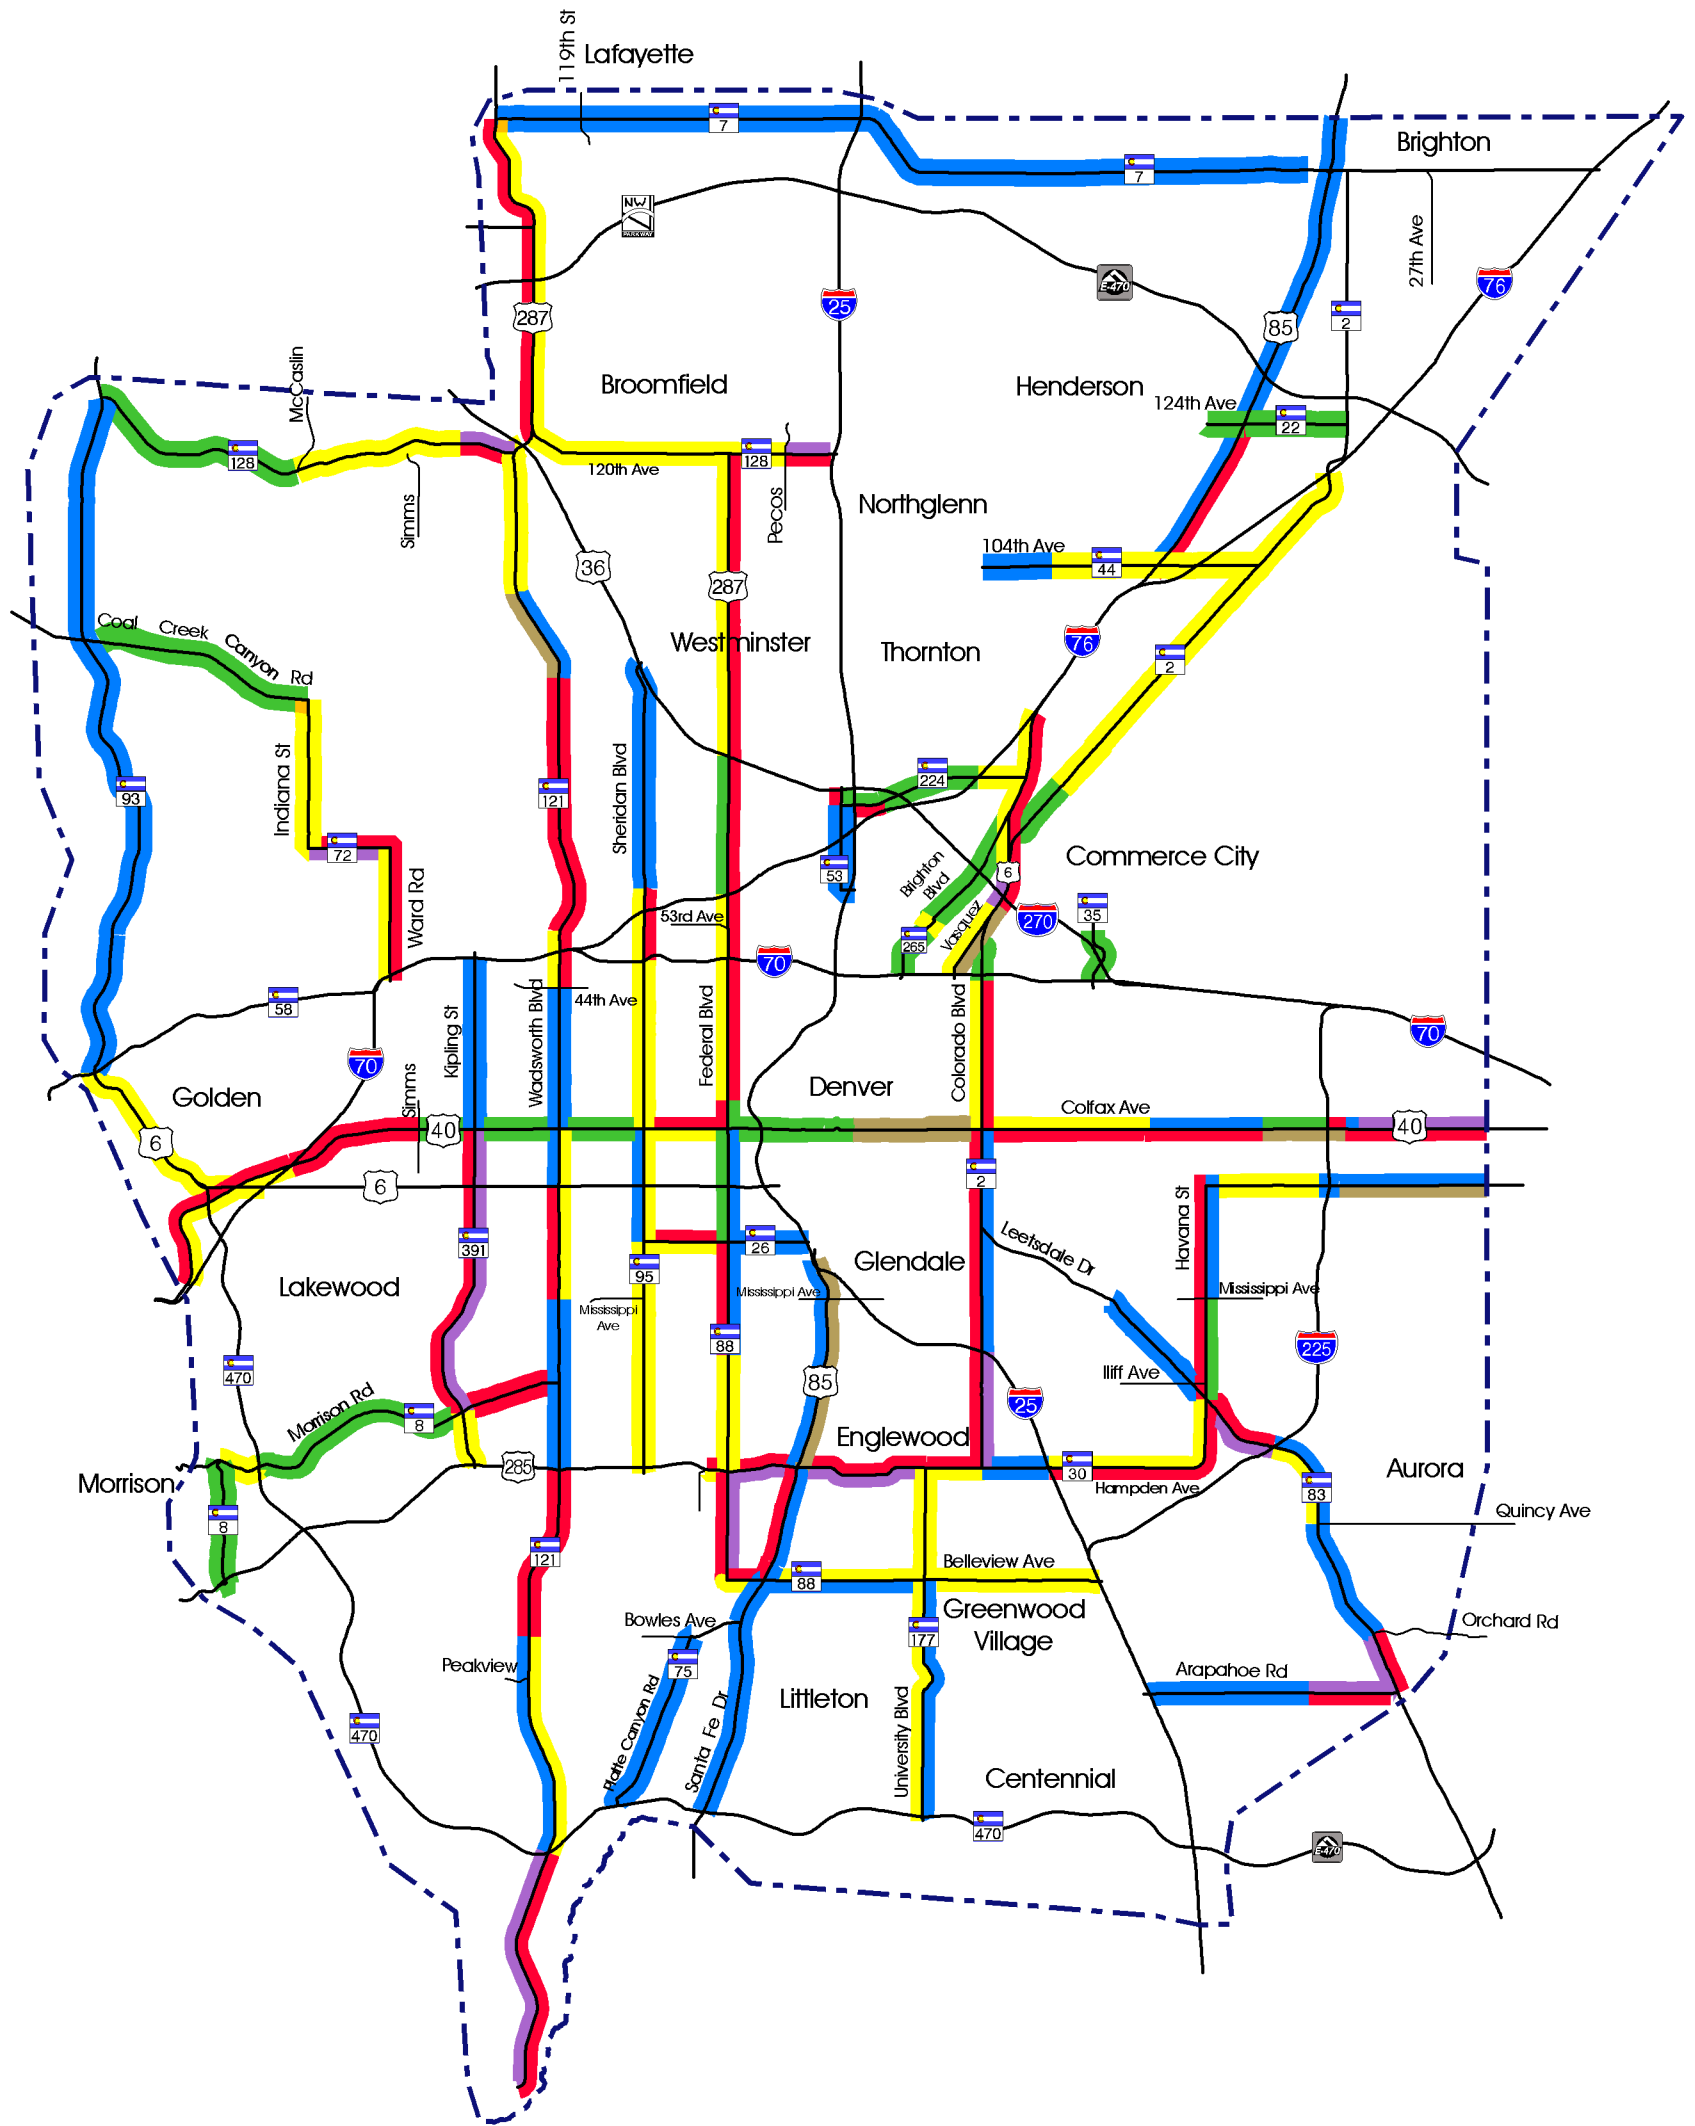 119th St
Lafayette
7
7
Brighton
NW
PARKWAY
27th Ave
E-470
76
25
287
85
2
McCaslin
Broomfield
Henderson
124th Ave
22
128
128
120th Ave
Simms
Pecos
Northglenn
104th Ave
44
36
287
Coal Creek Canyon Rd
Westminster
Thornton
76
2
Indiana St
93
121
Sheridan Blvd
224
72
53
Brighton
Blvd
6
Commerce City
Ward Rd
53rd Ave
265
Vasquez
270
35
70
58
Kipling St
Wadsworth Blvd
44th Ave
Federal Blvd
Colorado Blvd
70
70
Golden
Simms
Denver
Colfax Ave
6
40
40
6
2
Havana St
391
26
Leetsdale Dr
Glendale
Lakewood
95
Mississippi
Ave
Mississippi Ave
Mississippi Ave
88
225
470
85
Iliff Ave
25
Morrison Rd
8
Englewood
285
30
Hampden Ave
Morrison
Aurora
83
8
Quincy Ave
121
Belleview Ave
88
Greenwood
Village
177
Bowles Ave
Orchard Rd
75
Peakview
Arapahoe Rd
Platte Canyon Rd
Santa Fe Dr
Littleton
University Blvd
470
Centennial
470
E-470